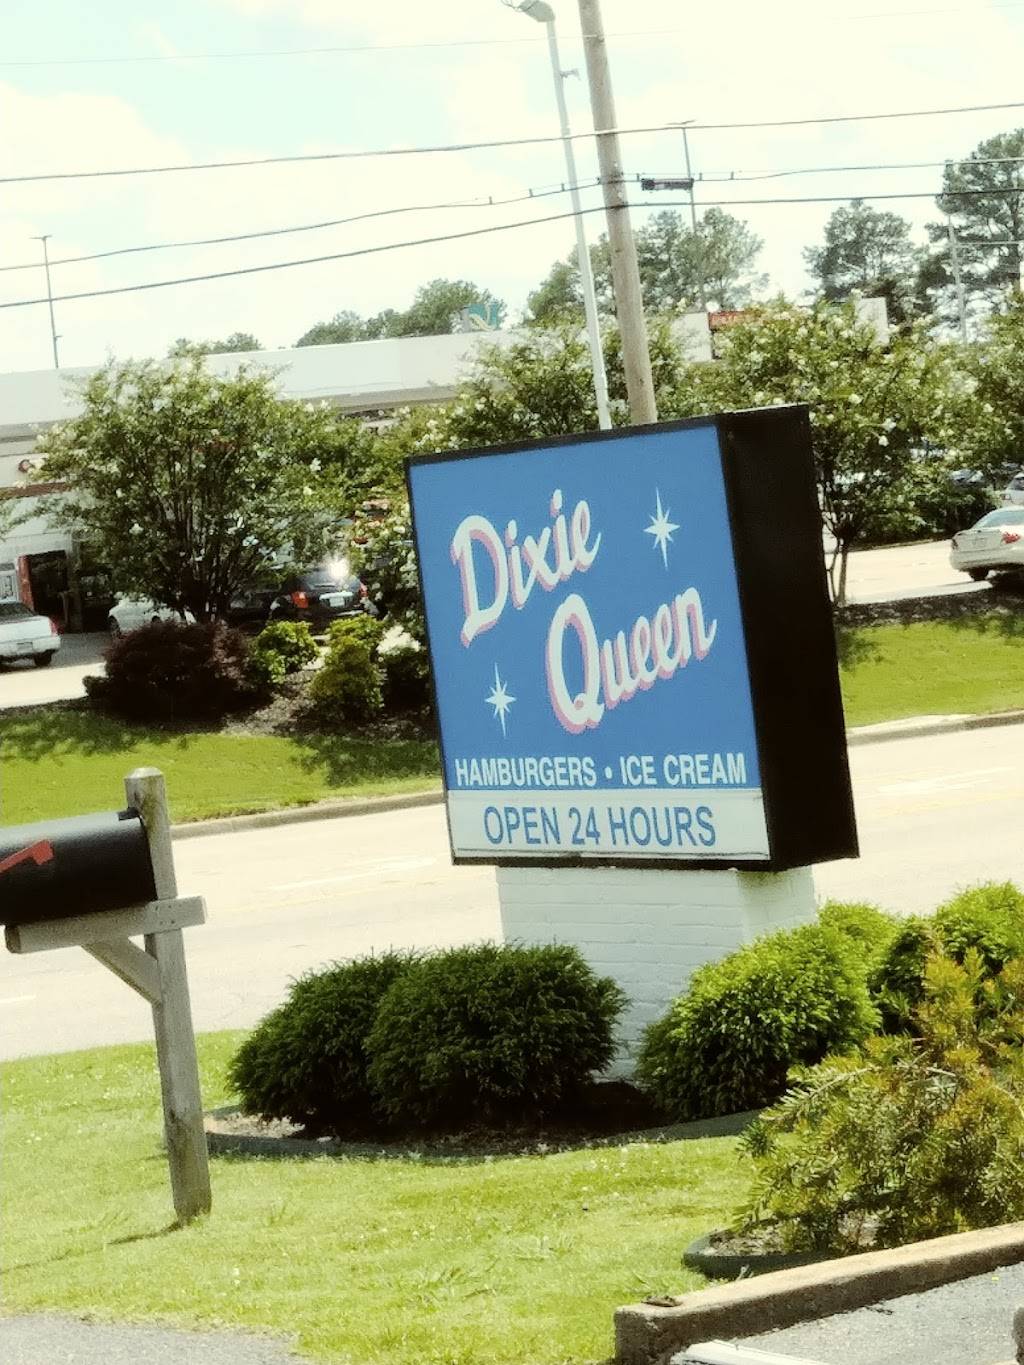 Dixie
Queen
HAMBURGERS • ICE CREAM
OPEN 24 HOURS